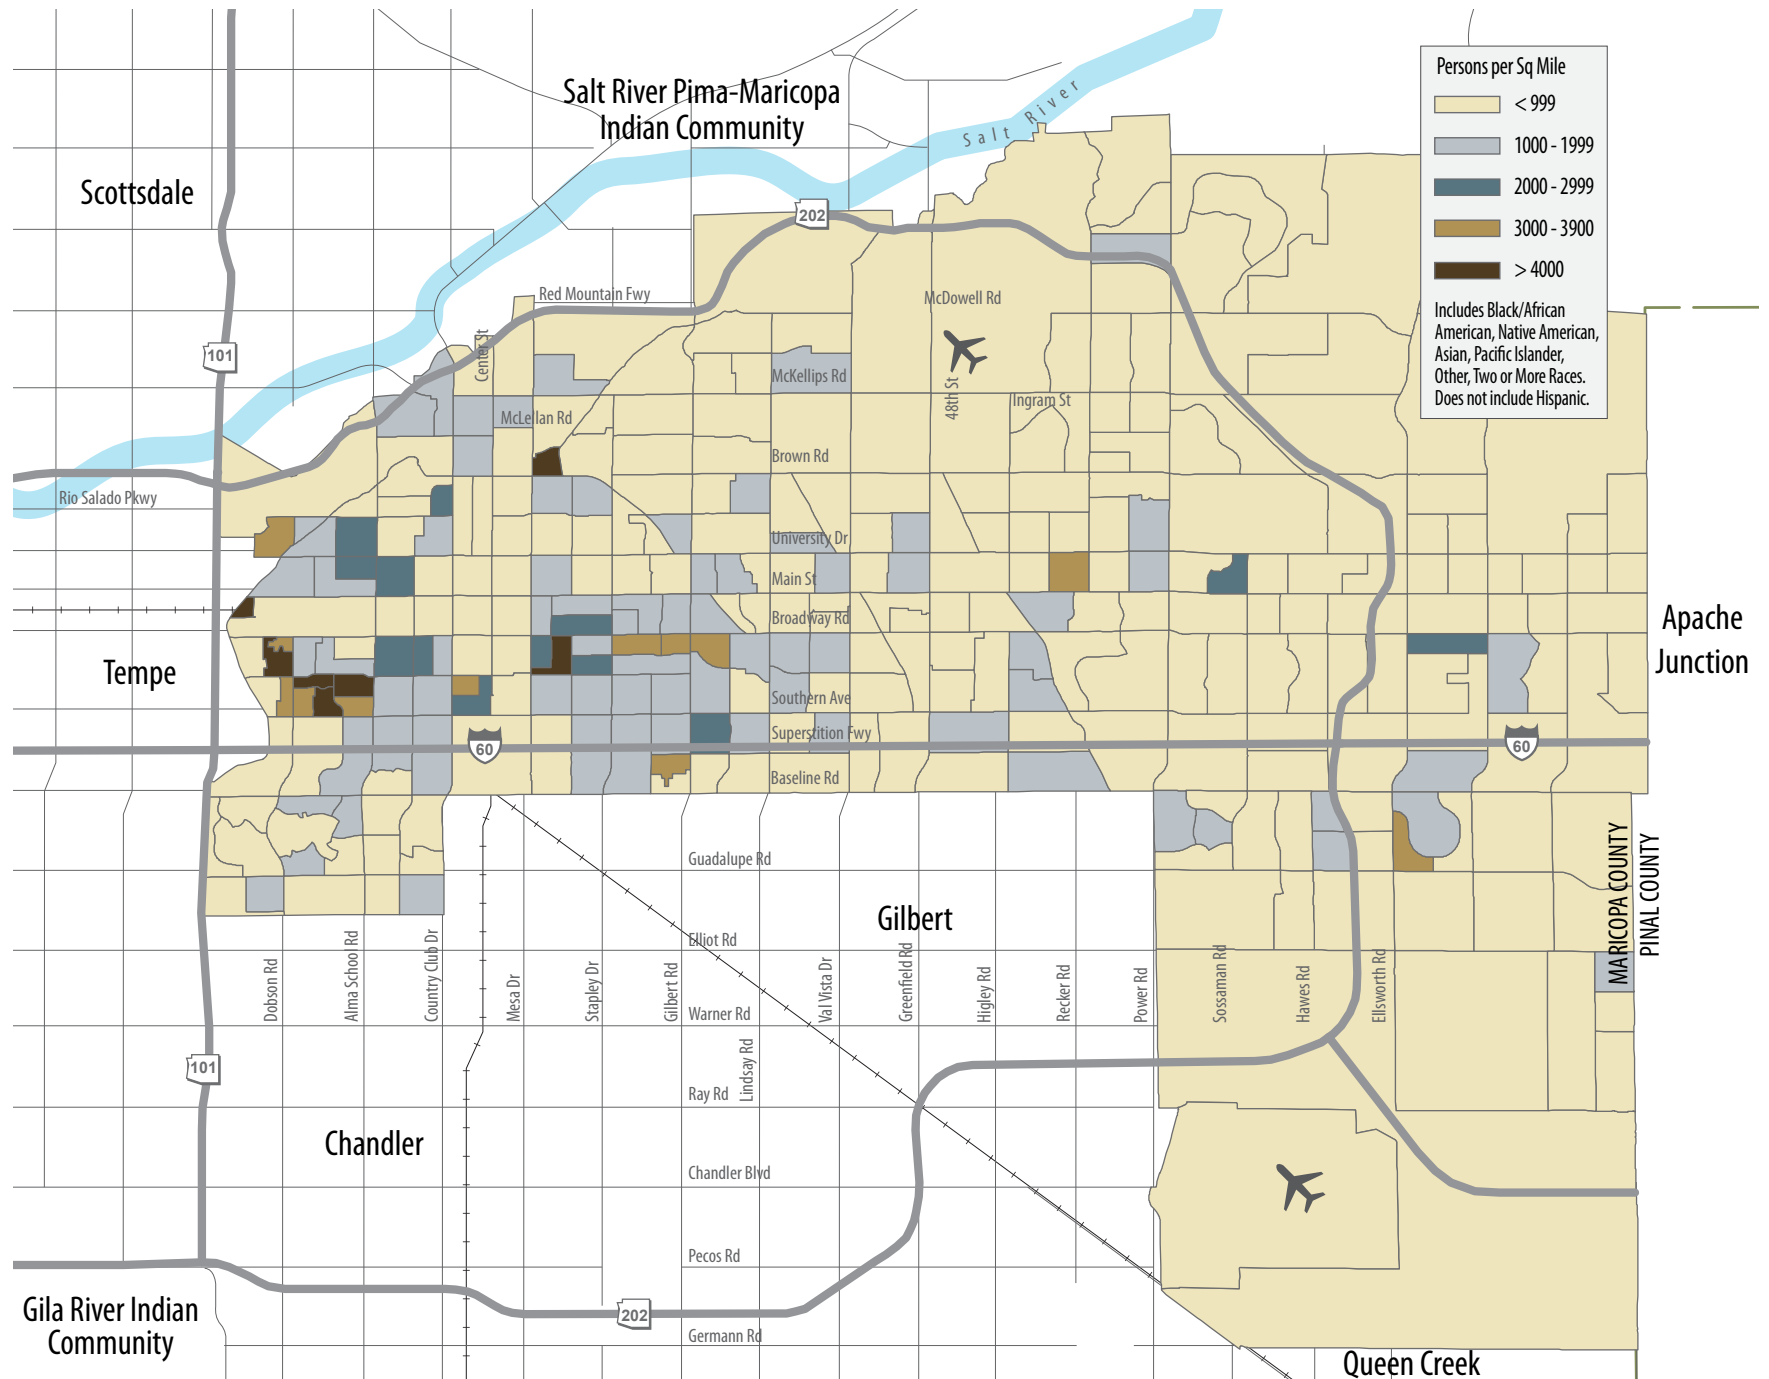 Salt River Pima-Maricopa
Indian Community
Salt River
Persons per Sq Mile
< 999
1000 - 1999
2000 - 2999
3000 - 3900
> 4000
Includes Black/African
American, Native American,
Asian, Pacific Islander,
Other, Two or More Races.
Does not include Hispanic.
Scottsdale
202
Red Mountain Fwy
McDowell Rd
101
Center St
McKellips Rd
48th St
Ingram St
McLellan Rd
Brown Rd
Rio Salado Pkwy
University Dr
Main St
Broadway Rd
Apache
Junction
Tempe
Southern Ave
Superstition Fwy
60
60
Baseline Rd
Guadalupe Rd
MARICOPA COUNTY
PINAL COUNTY
Gilbert
Elliot Rd
Dobson Rd
Alma School Rd
Country Club Dr
Mesa Dr
Stapley Dr
Gilbert Rd
Lindsay Rd
Val Vista Dr
Greenfield Rd
Higley Rd
Recker Rd
Power Rd
Sossaman Rd
Hawes Rd
Ellsworth Rd
Warner Rd
101
Ray Rd
Chandler
Chandler Blvd
Pecos Rd
Gila River Indian
Community
202
Germann Rd
Queen Creek